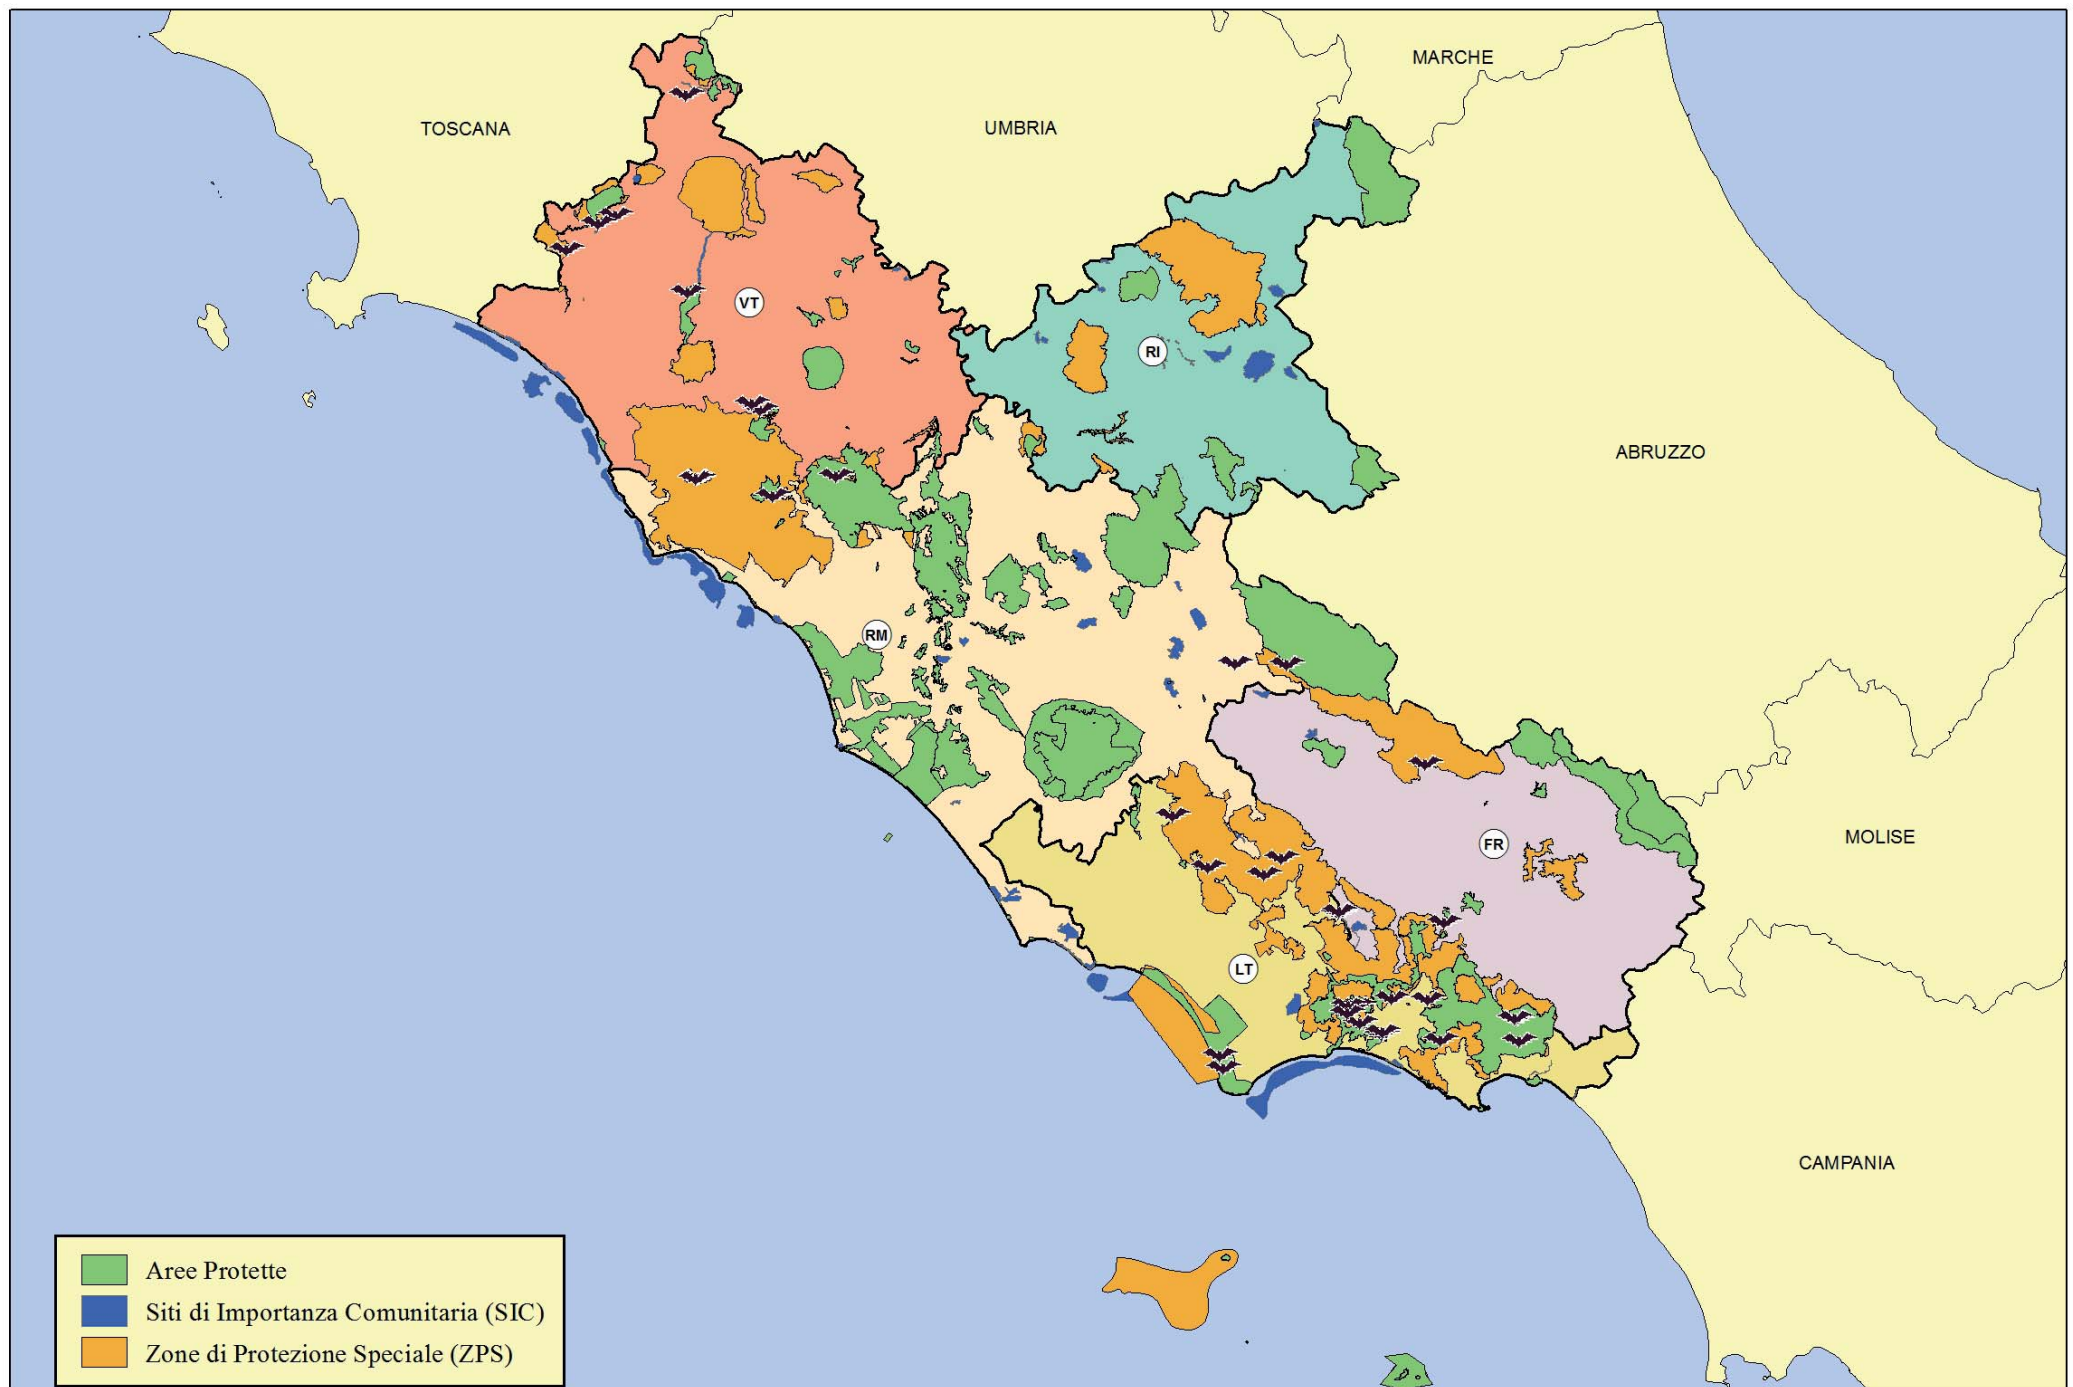 MARCHE
TOSCANA
UMBRIA
VT
RI
ABRUZZO
RM
MOLISE
FR
LT
CAMPANIA
Aree Protette
Siti di Importanza Comunitaria (SIC)
Zone di Protezione Speciale (ZPS)